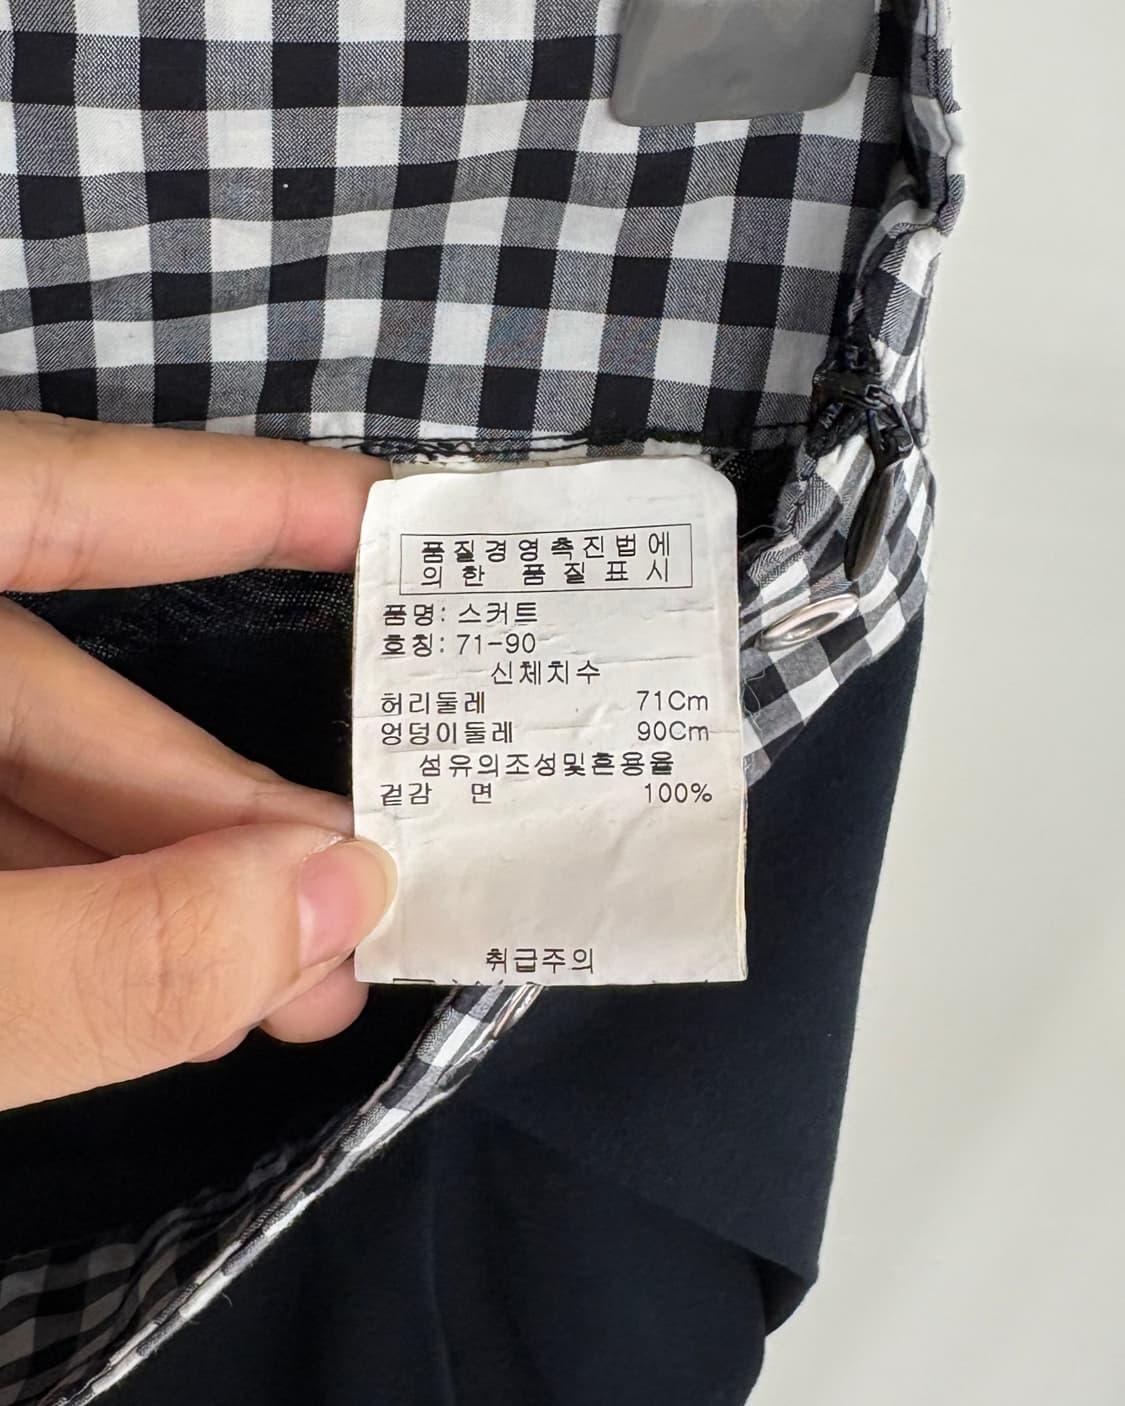 품질경영촉진법에
의한 품질표시
품명: 스커트
호칭: 71-90
신체치수
허리둘레 71Cm
엉덩이둘레 90Cm
섬유의조성및혼용율
겉감 면 100%
취급주의